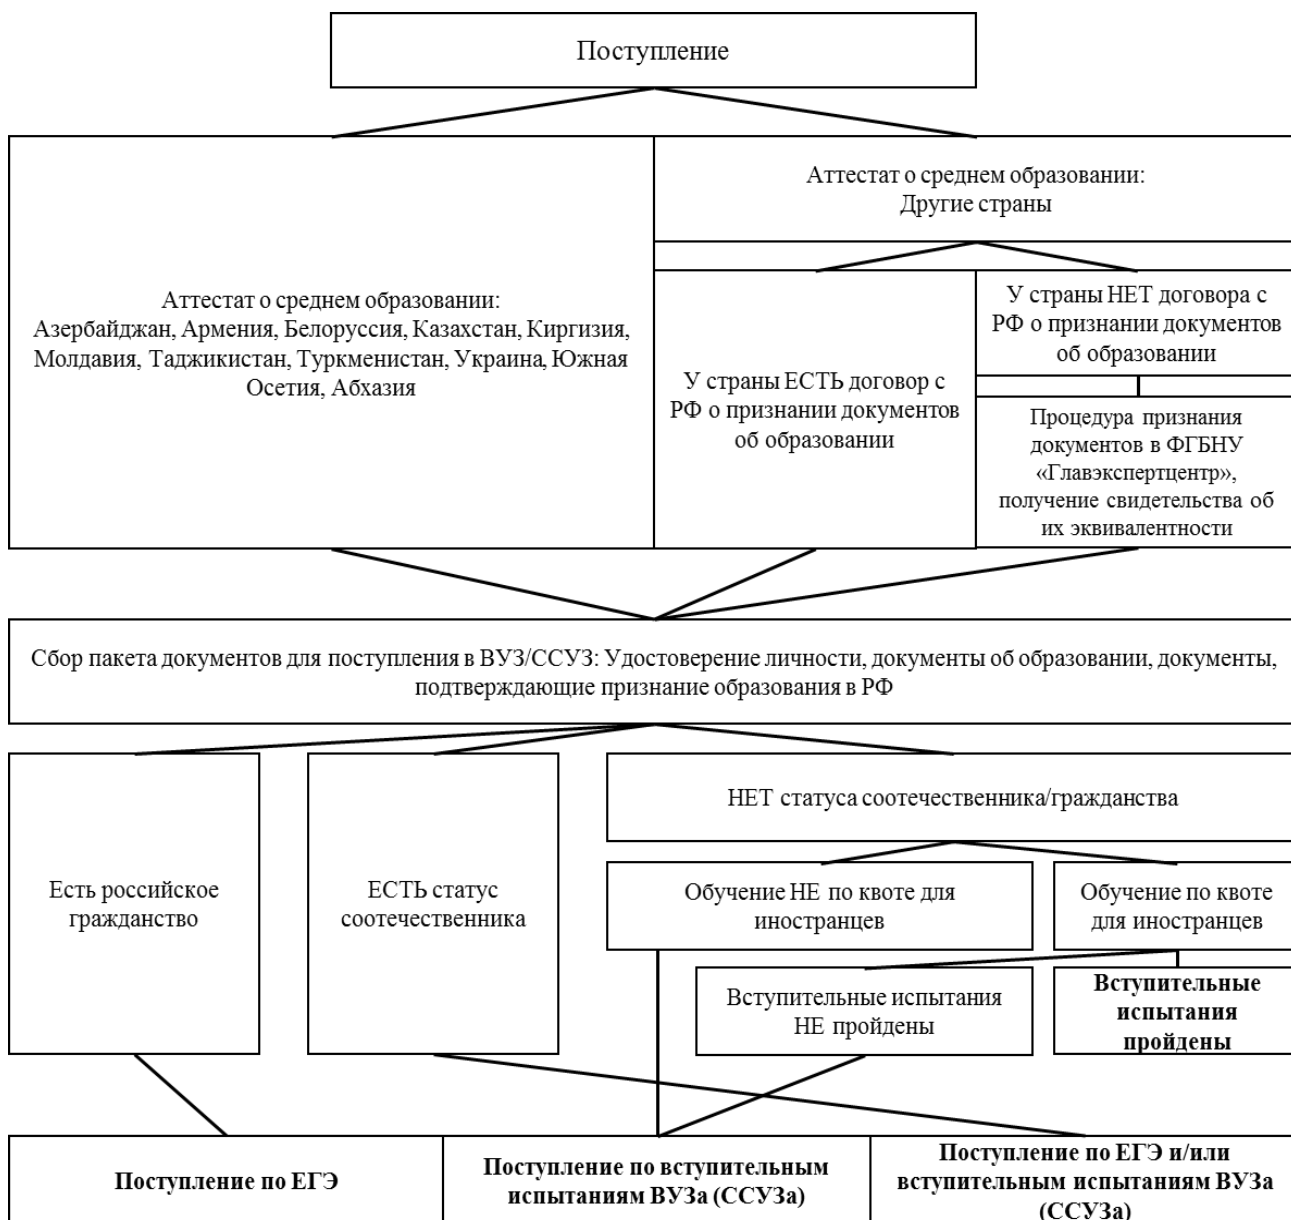 Поступление
Аттестат о среднем образовании:
Азербайджан, Армения, Белоруссия, Казахстан, Киргизия,
Молдавия, Таджикистан, Туркменистан, Украина, Южная
Осетия, Абхазия
Аттестат о среднем образовании:
Другие страны
У страны ЕСТЬ договор с
РФ о признании документов
об образовании
У страны НЕТ договора с
РФ о признании документов
об образовании
Процедура признания
документов в ФГБНУ
«Главэкспертцентр»,
получение свидетельства об
их эквивалентности
Сбор пакета документов для поступления в ВУЗ/ССУЗ: Удостоверение личности, документы об образовании, документы,
подтверждающие признание образования в РФ
Есть российское
гражданство
ЕСТЬ статус
соотечественника
НЕТ статуса соотечественника/гражданства
Обучение НЕ по квоте для
иностранцев
Обучение по квоте
для иностранцев
Вступительные испытания
НЕ пройдены
Вступительные
испытания
пройдены
Поступление по ЕГЭ
Поступление по вступительным
испытаниям ВУЗа (ССУЗа)
Поступление по ЕГЭ и/или
вступительным испытаниям ВУЗа
(ССУЗа)